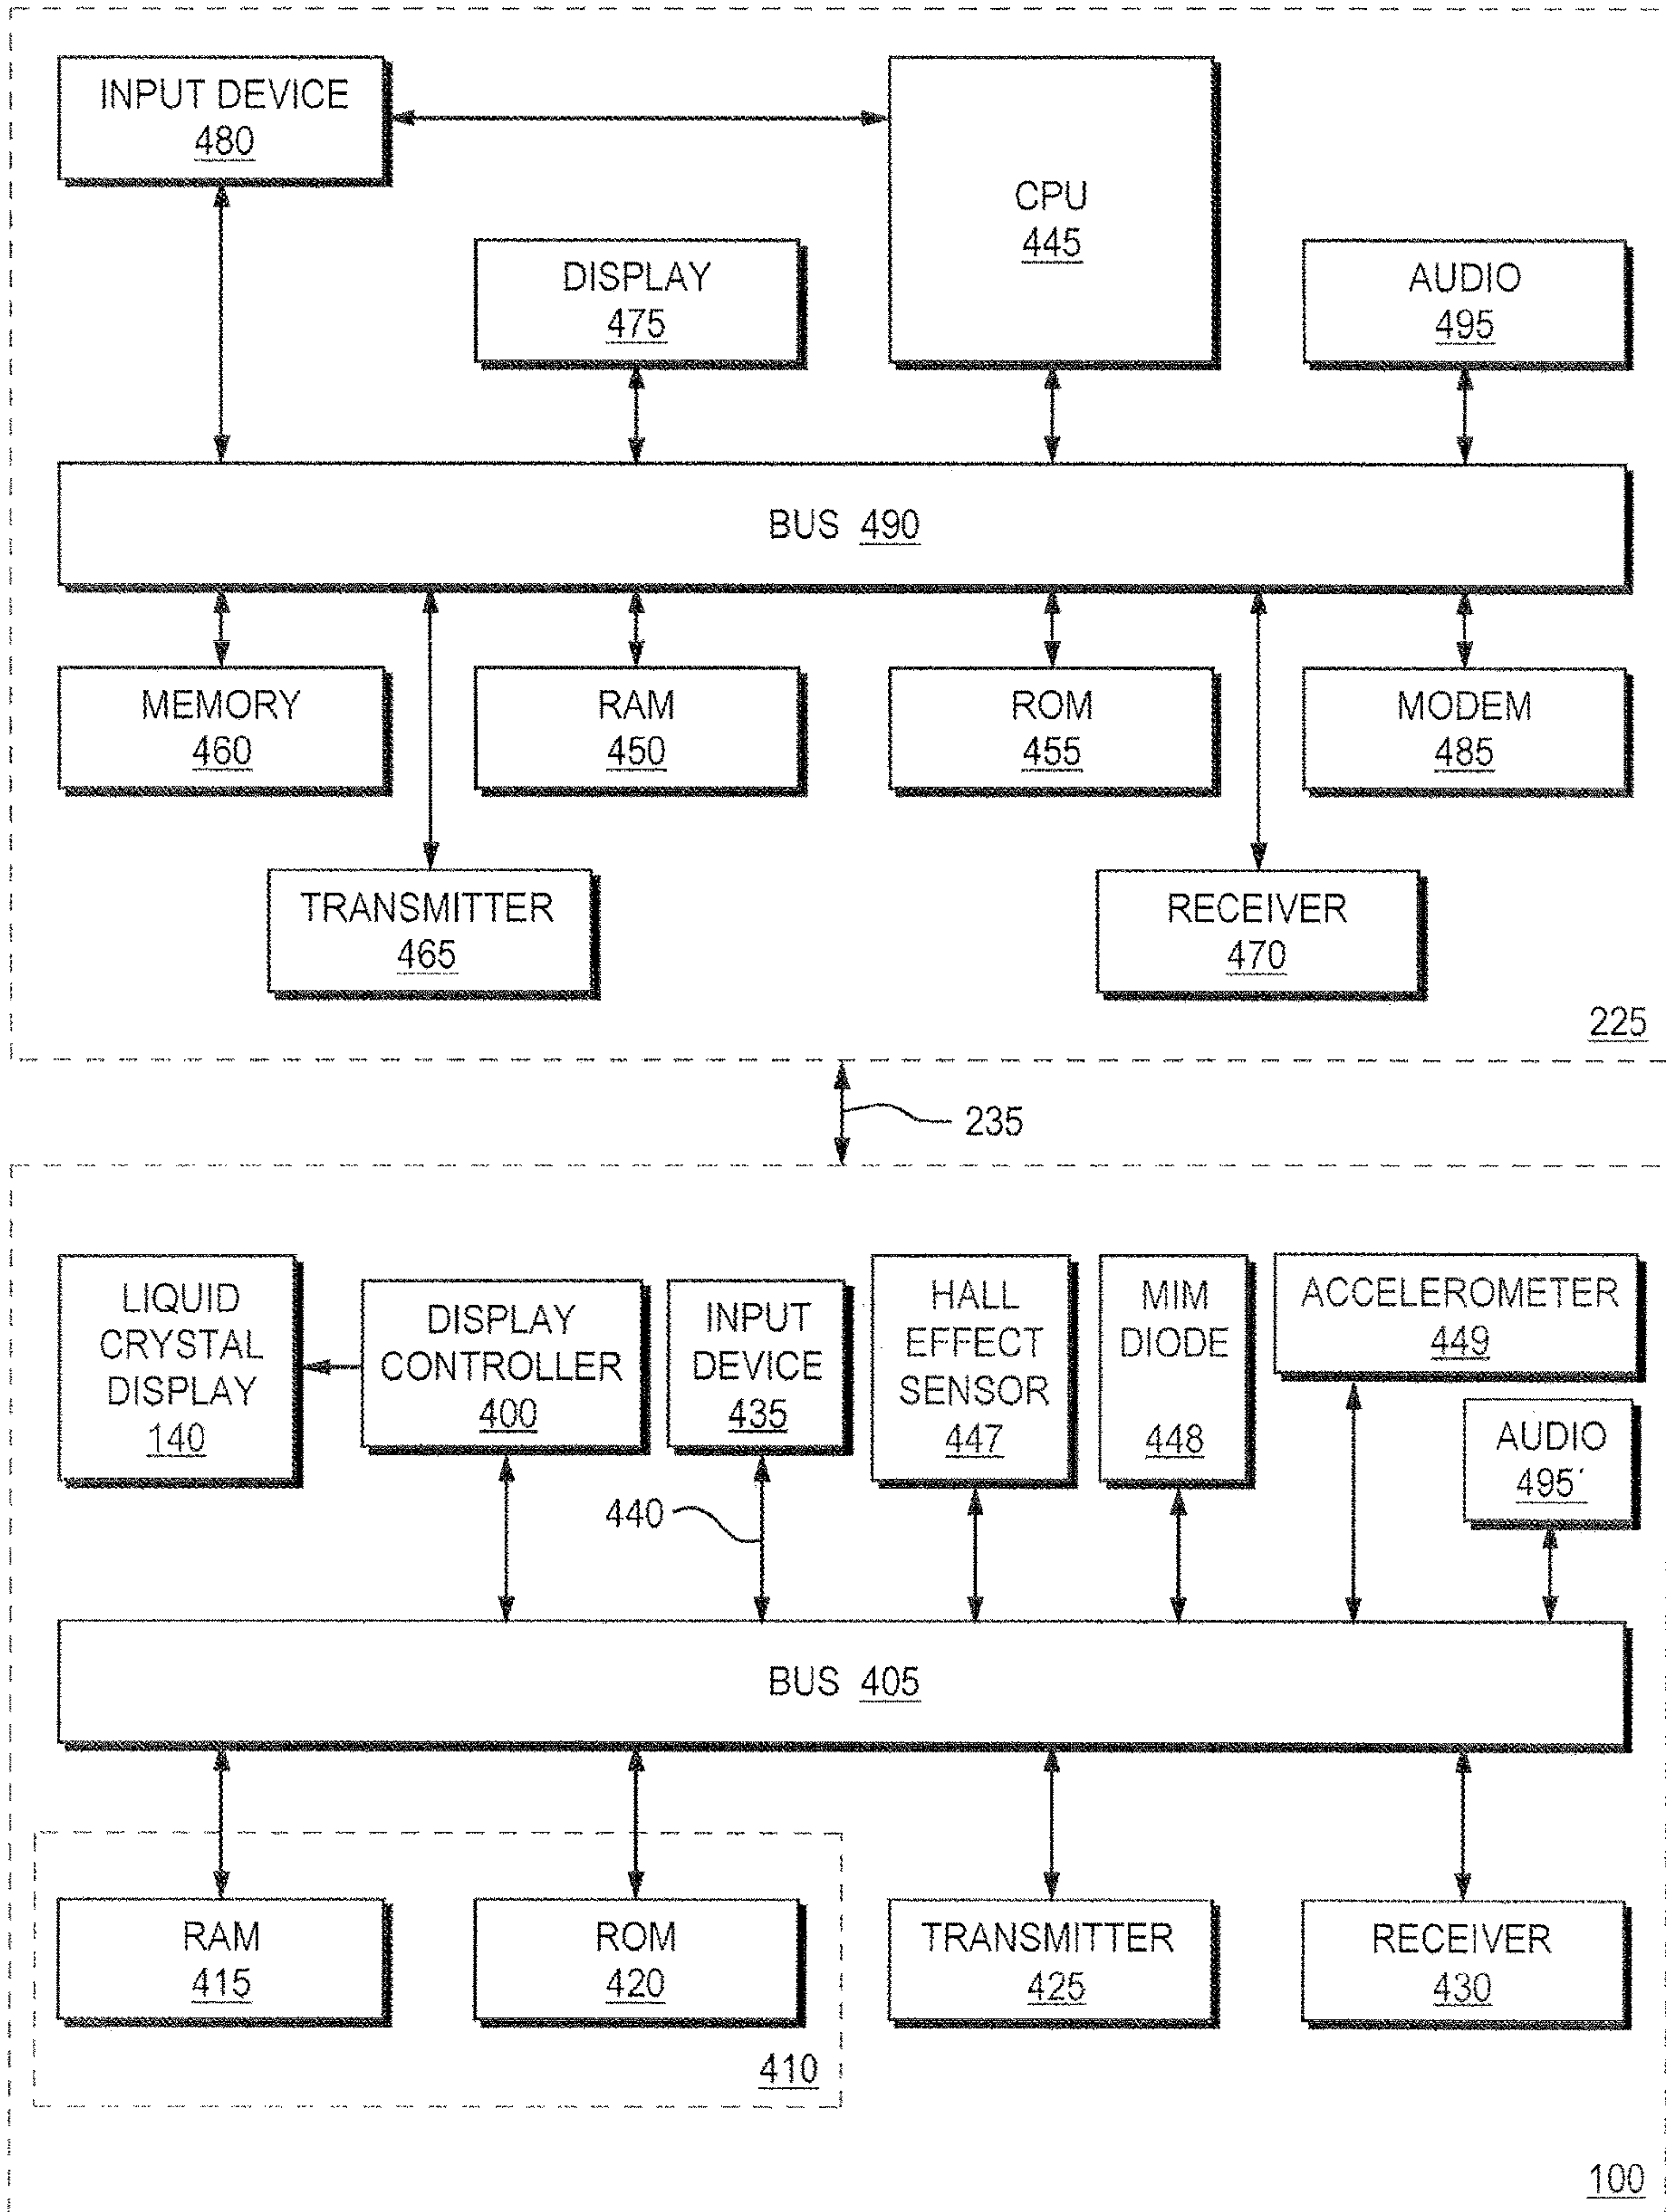 INPUT DEVICE
480
CPU
445
DISPLAY
475
AUDIO
495
BUS 490
MEMORY
460
RAM
450
ROM
455
MODEM
485
TRANSMITTER
465
RECEIVER
470
225
235
LIQUID
CRYSTAL
DISPLAY
140
DISPLAY
CONTROLLER
400
INPUT
DEVICE
435
HALL
EFFECT
SENSOR
447
MIM
DIODE
448
ACCELEROMETER
449
AUDIO
495'
440
BUS 405
RAM
415
ROM
420
TRANSMITTER
425
RECEIVER
430
410
100